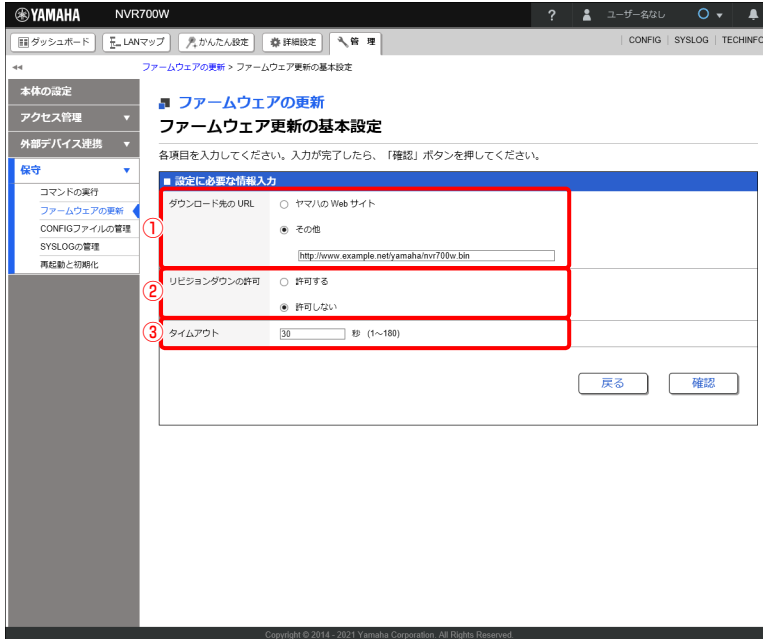 YAMAHA NVR700W ? ユーザー名なし
ダッシュボード LANマップ かんたん設定 詳細設定 管 理 CONFIG SYSLOG TECHINFO
ファームウェアの更新 > ファームウェア更新の基本設定
本体の設定
アクセス管理
外部デバイス連携
保守
コマンドの実行
ファームウェアの更新
CONFIGファイルの管理
SYSLOGの管理
再起動と初期化
ファームウェアの更新
ファームウェア更新の基本設定
各項目を入力してください。入力が完了したら、「確認」ボタンを押してください。
■ 設定に必要な情報入力
① ダウンロード先の URL ヤマハの Web サイト
その他
http://www.example.net/yamaha/nvr700w.bin
② リビジョンダウンの許可 許可する
許可しない
③ タイムアウト 30 秒 (1～180)
戻る 確認
Copyright © 2014 - 2021 Yamaha Corporation. All Rights Reserved.